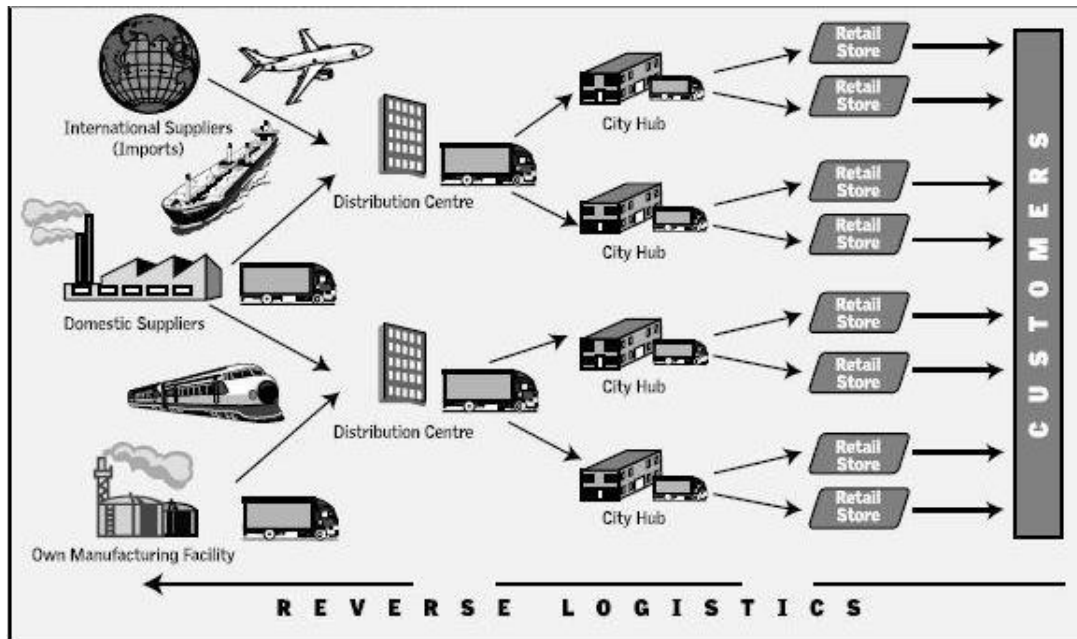 Retail
Store
Retail
Store
City Hub
International Suppliers
(Imports)
Distribution Centre
Retail
Store
Retail
Store
City Hub
Domestic Suppliers
Retail
Store
Retail
Store
City Hub
Distribution Centre
Retail
Store
Retail
Store
City Hub
Own Manufacturing Facility
CUSTOMERS
REVERSE LOGISTICS